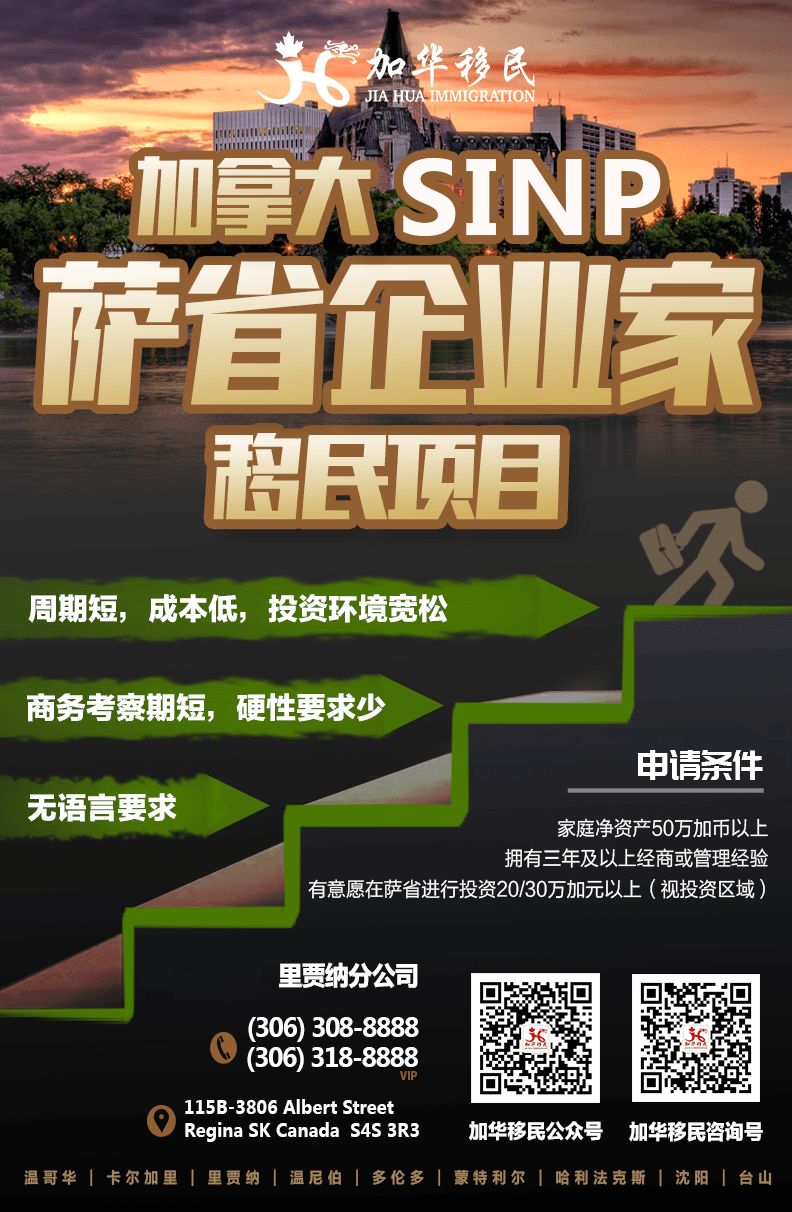 加华移民
JIA HUA IMMIGRATION
加拿大 SINP
萨省企业家
移民项目
周期短，成本低，投资环境宽松
商务考察期短，硬性要求少
无语言要求
申请条件
家庭净资产50万加币以上
拥有三年及以上经商或管理经验
有意愿在萨省进行投资20/30万加元以上（视投资区域）
里贾纳分公司
(306) 308-8888
(306) 318-8888
VIP
115B-3806 Albert Street
Regina SK Canada S4S 3R3
加华移民
加华移民
加华移民公众号
加华移民咨询号
温哥华 | 卡尔加里 | 里贾纳 | 温尼伯 | 多伦多 | 蒙特利尔 | 哈利法克斯 | 沈阳 | 台山